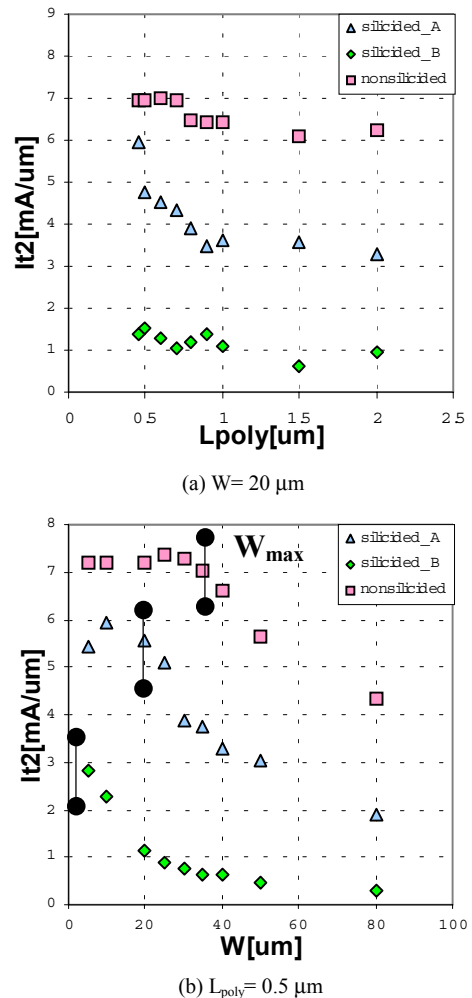 9
8
7
6
5
4
3
2
1
0
It2[mA/um]
silicided_A
silicided_B
nonsilicided
0 0.5 1 1.5 2 2.5
Lpoly[um]
(a) W= 20 μm
8
7
6
5
4
3
2
1
0
It2[mA/um]
Wmax
silicided_A
silicided_B
nonsilicided
0 20 40 60 80 100
W[um]
(b) Lpoly= 0.5 μm